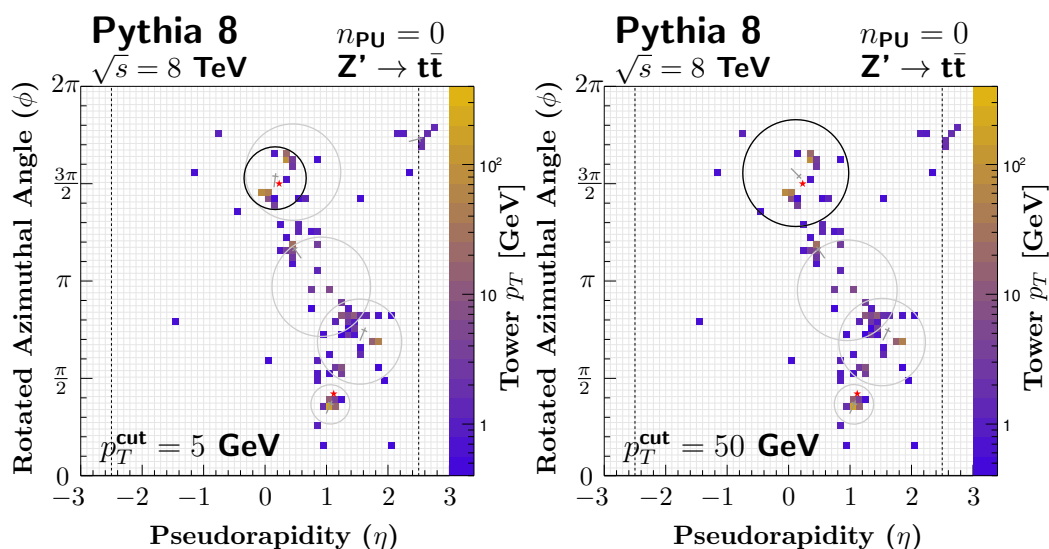 Pythia 8
√s = 8 TeV
n_PU = 0
Z' → tt̄
Rotated Azimuthal Angle (ϕ)
2π
3π/2
π
π/2
0
p_T^cut = 5 GeV
−3 −2 −1 0 1 2 3
Pseudorapidity (η)
10²
10
1
Tower p_T [GeV]
Pythia 8
√s = 8 TeV
n_PU = 0
Z' → tt̄
Rotated Azimuthal Angle (ϕ)
2π
3π/2
π
π/2
0
p_T^cut = 50 GeV
−3 −2 −1 0 1 2 3
Pseudorapidity (η)
10²
10
1
Tower p_T [GeV]